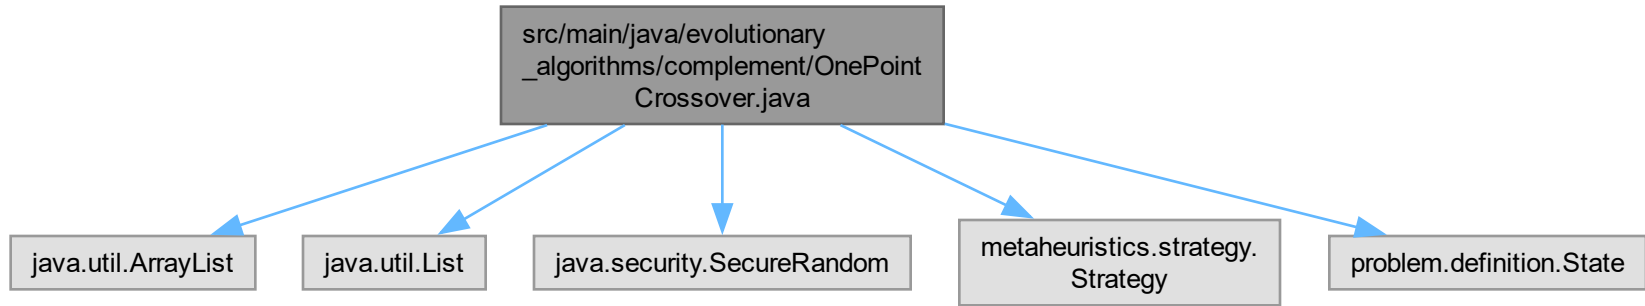 src/main/java/evolutionary
_algorithms/complement/OnePoint
Crossover.java
java.util.ArrayList
java.util.List
java.security.SecureRandom
metaheuristics.strategy.
Strategy
problem.definition.State